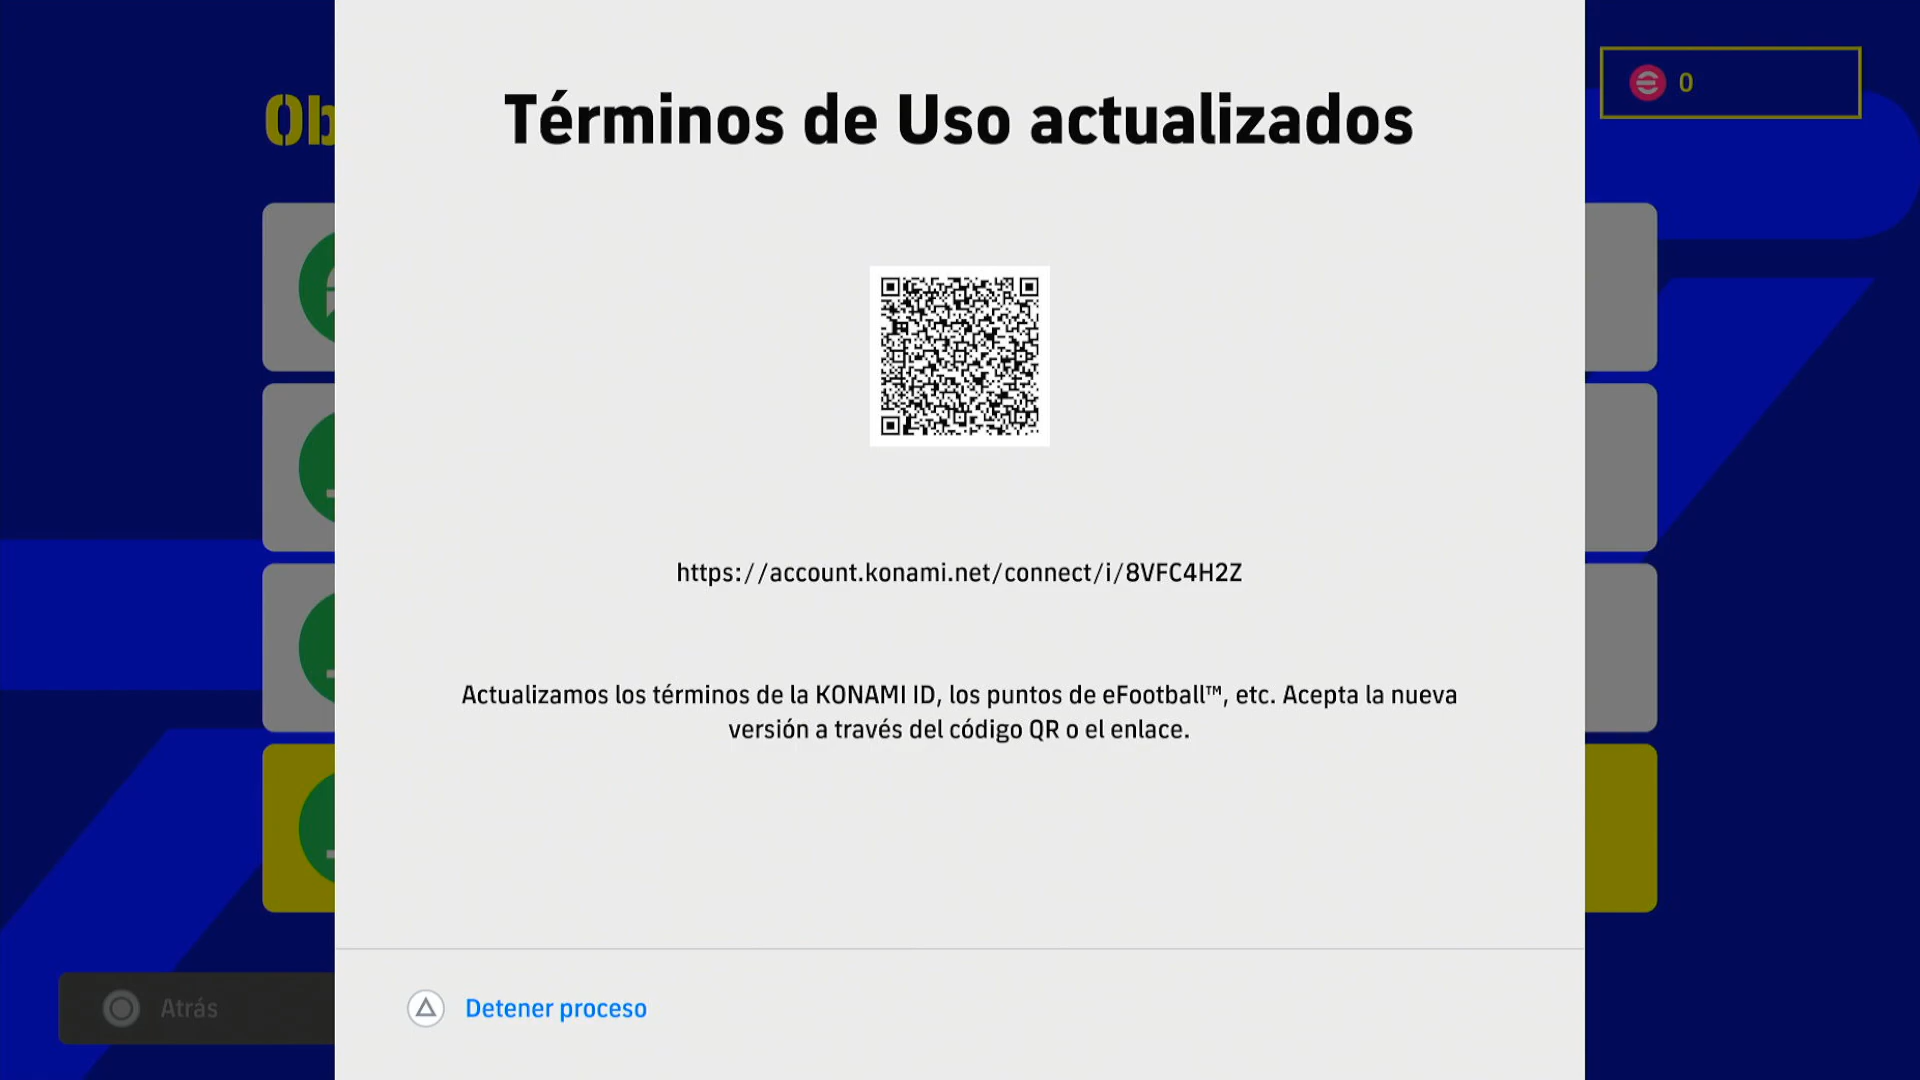 Términos de Uso actualizados
0
Ob
https://account.konami.net/connect/i/8VFC4H2Z
Actualizamos los términos de la KONAMI ID, los puntos de eFootball™, etc. Acepta la nueva
versión a través del código QR o el enlace.
Atrás
Detener proceso